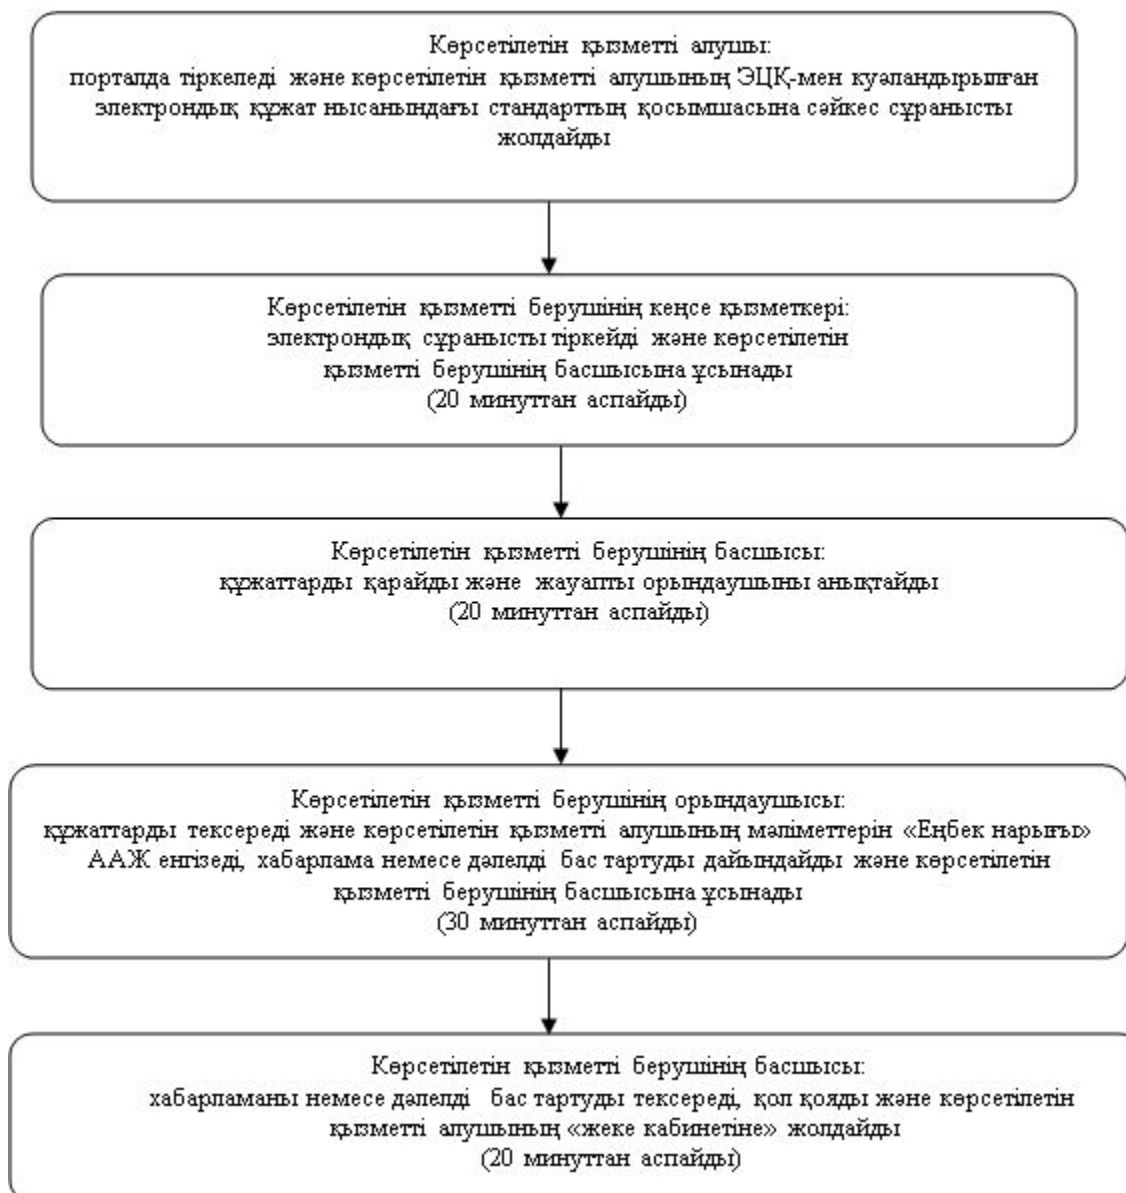 Көрсетілетін қызметті алушы:
порталда тіркеледі және көрсетілетін қызметті алушының ЭЦҚ-мен куәландырылған
электрондық құжат нысанындағы стандарттың қосымшасына сәйкес сұранысты
жолдайды
Көрсетілетін қызметті берушінің кеңсе қызметкері:
электрондық сұранысты тіркейді және көрсетілетін
қызметті берушінің басшысына ұсынады
(20 минуттан аспайды)
Көрсетілетін қызметті берушінің басшысы:
құжаттарды қарайды және жауапты орындаушыны анықтайды
(20 минуттан аспайды)
Көрсетілетін қызметті берушінің орындаушысы:
құжаттарды тексереді және көрсетілетін қызметті алушының мәліметтерін «Еңбек нарығы»
ААЖ енгізеді, хабарлама немесе дәлелді бас тартуды дайындайды және көрсетілетін
қызметті берушінің басшысына ұсынады
(30 минуттан аспайды)
Көрсетілетін қызметті берушінің басшысы:
хабарламаны немесе дәлелді бас тартуды тексереді, қол қояды және көрсетілетін
қызметті алушының «жеке кабинетіне» жолдайды
(20 минуттан аспайды)